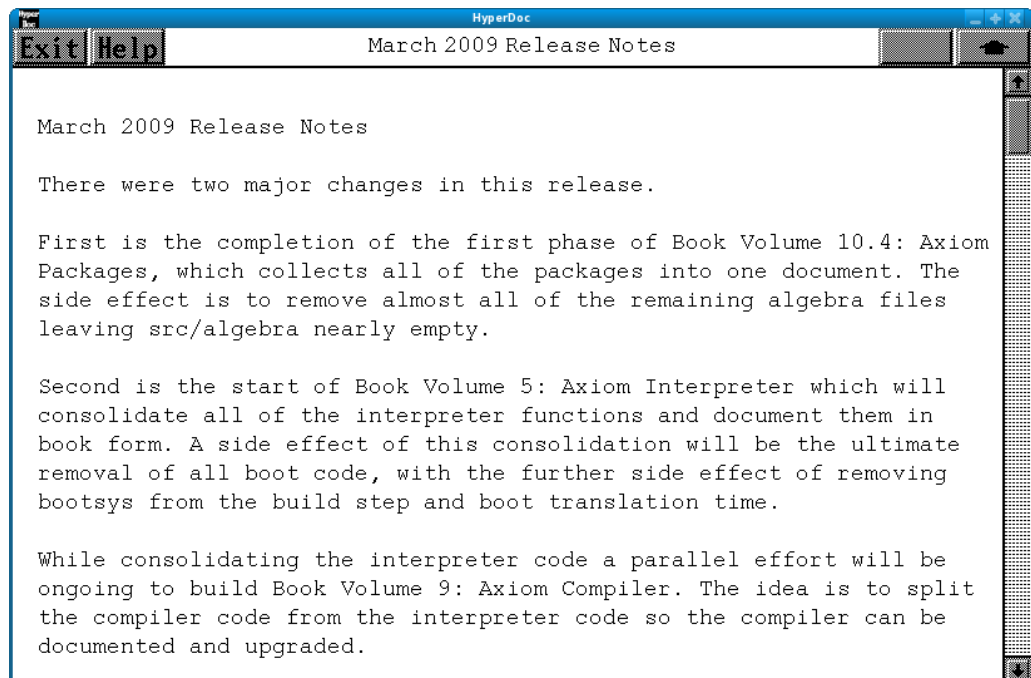 Hyper
Doc
HyperDoc
Exit Help
March 2009 Release Notes
March 2009 Release Notes
There were two major changes in this release.
First is the completion of the first phase of Book Volume 10.4: Axiom
Packages, which collects all of the packages into one document. The
side effect is to remove almost all of the remaining algebra files
leaving src/algebra nearly empty.
Second is the start of Book Volume 5: Axiom Interpreter which will
consolidate all of the interpreter functions and document them in
book form. A side effect of this consolidation will be the ultimate
removal of all boot code, with the further side effect of removing
bootsys from the build step and boot translation time.
While consolidating the interpreter code a parallel effort will be
ongoing to build Book Volume 9: Axiom Compiler. The idea is to split
the compiler code from the interpreter code so the compiler can be
documented and upgraded.